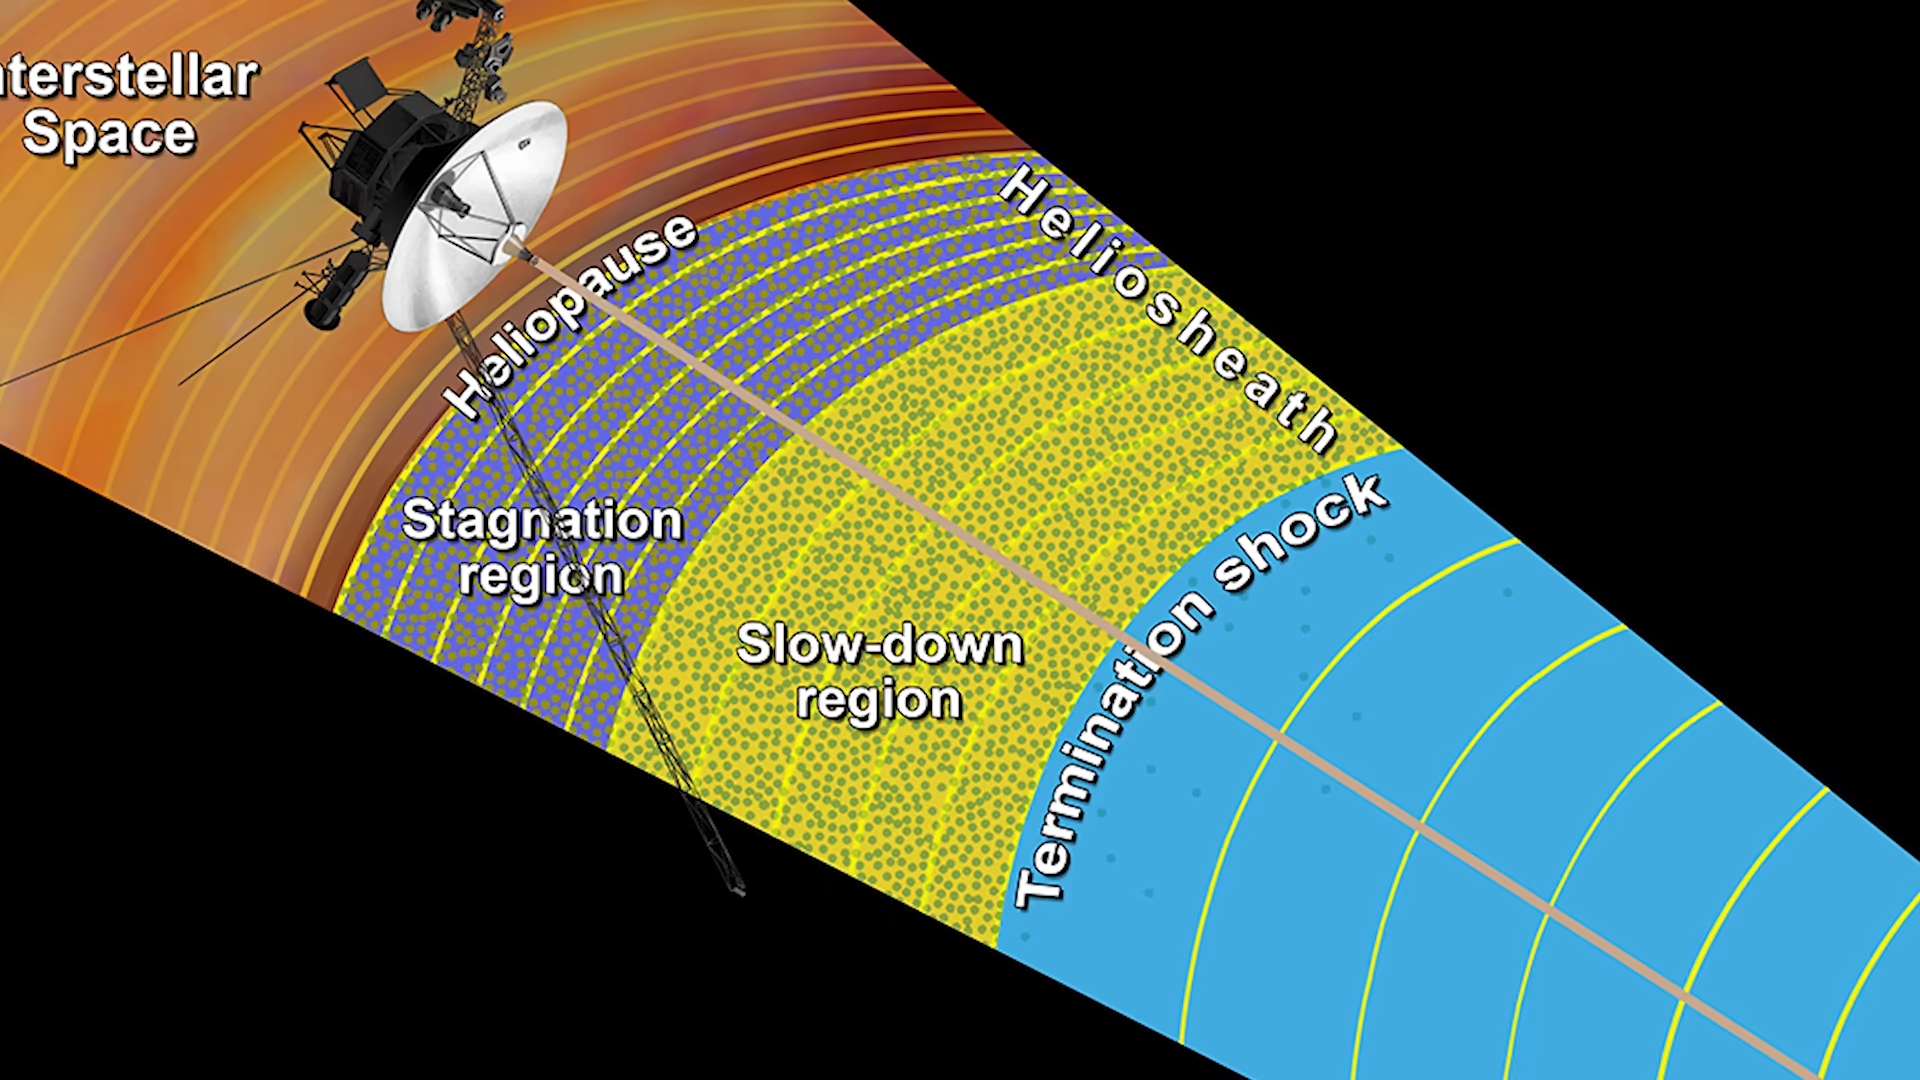 nterstellar
Space
Heliopause
Heliosheath
Stagnation
region
Slow-down
region
Termination shock